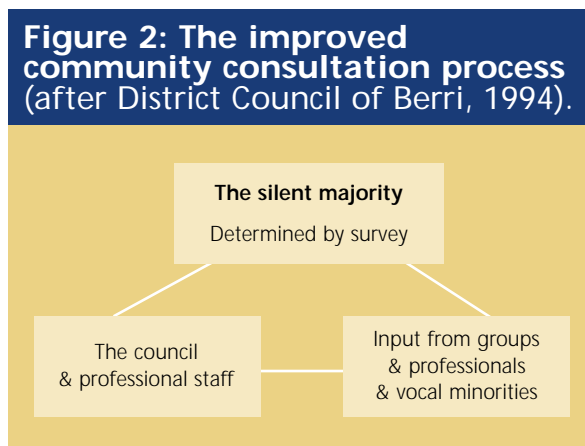 Figure 2: The improved
community consultation process
(after District Council of Berri, 1994).
The silent majority
Determined by survey
The council
& professional staff
Input from groups
& professionals
& vocal minorities